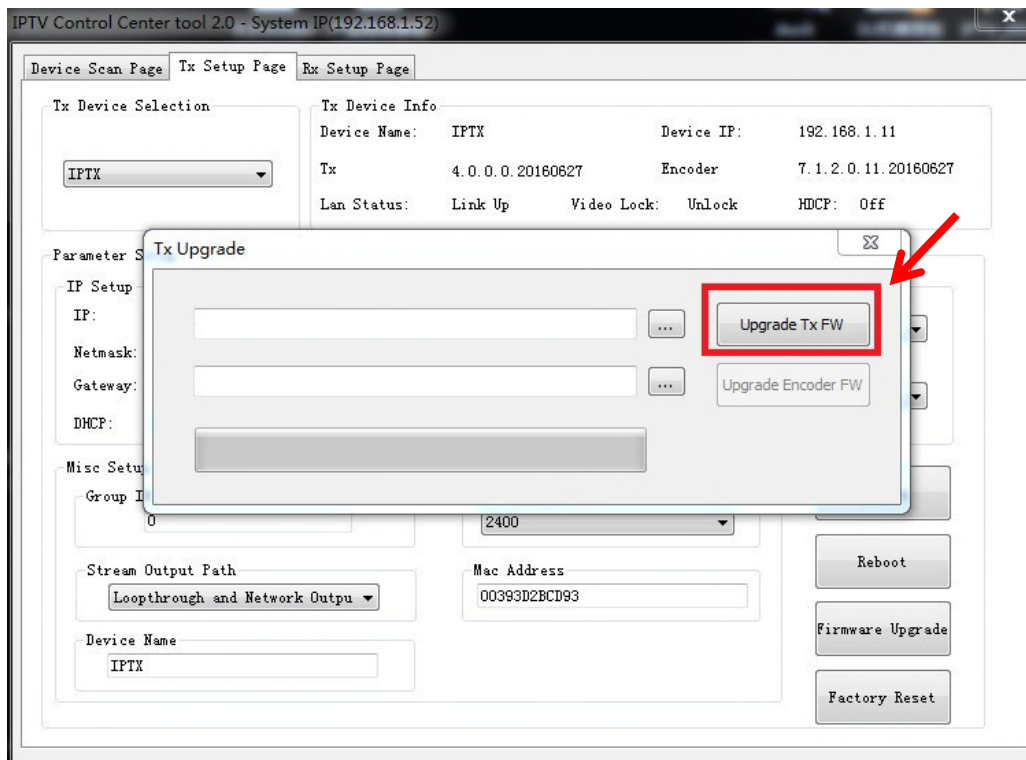 IPTV Control Center tool 2.0 - System IP(192.168.1.52)
x
Device Scan Page Tx Setup Page Rx Setup Page
Tx Device Selection
IPTX
Tx Device Info
Device Name: IPTX Device IP: 192.168.1.11
Tx 4.0.0.0.20160627 Encoder 7.1.2.0.11.20160627
Lan Status: Link Up Video Lock: Unlock HDCP: Off
Parameter S
IP Setup
IP:
Netmask:
Gateway:
DHCP:
Tx Upgrade
... Upgrade Tx FW
... Upgrade Encoder FW
Misc Setu
Group I
0
2400
Stream Output Path
Loopthrough and Network Outpu
Mac Address
00393D2BCD93
Device Name
IPTX
Reboot
Firmware Upgrade
Factory Reset